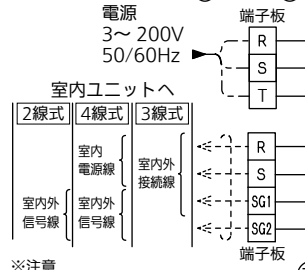 電源
3～ 200V
50/60Hz
端子板
R
S
T
室内ユニットへ
2線式
4線式
3線式
室内
電源線
室内外
接続線
室内外
信号線
室内外
信号線
R
S
SG1
SG2
端子板
※注意